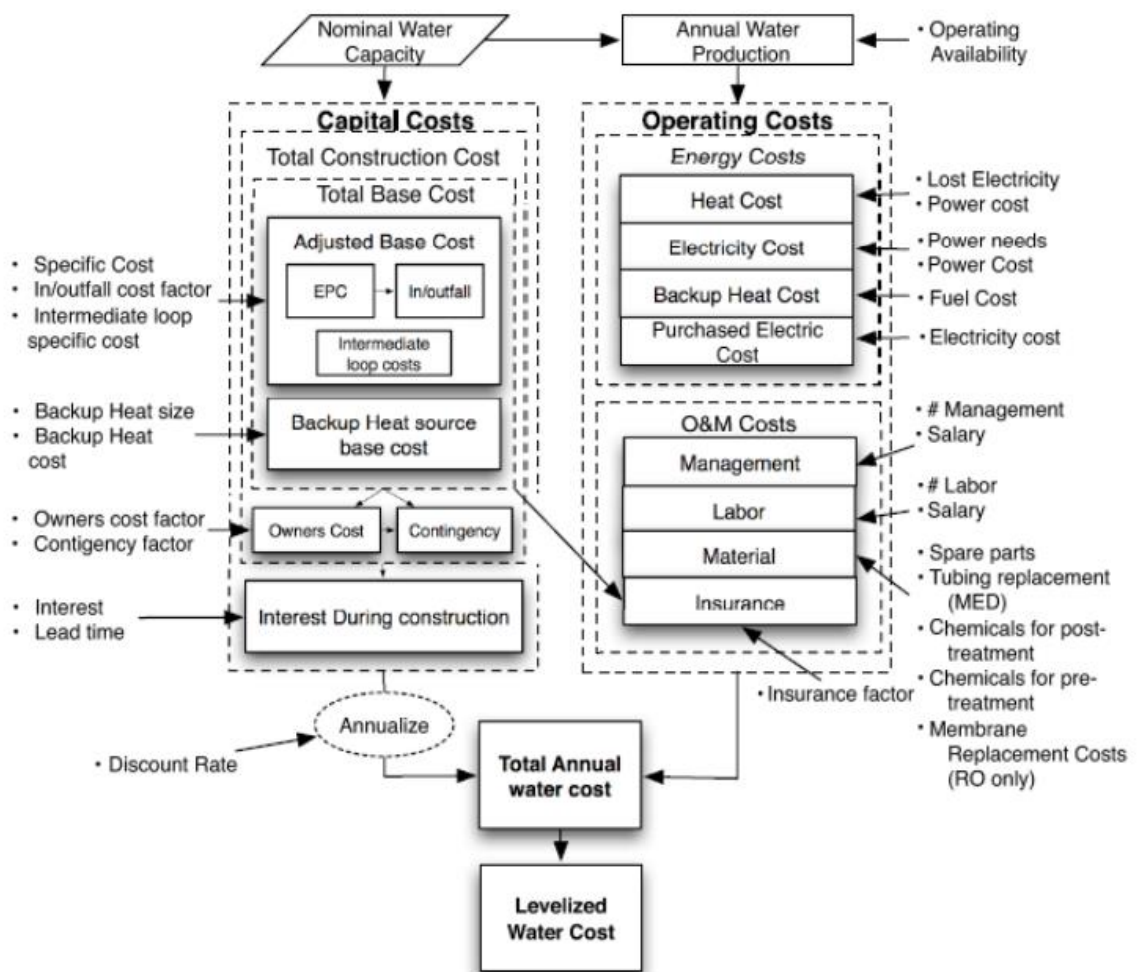 Nominal Water
Capacity
Annual Water
Production
• Operating
Availability
Capital Costs
Total Construction Cost
Total Base Cost
Adjusted Base Cost
EPC
In/outfall
Intermediate
loop costs
• Specific Cost
• In/outfall cost factor
• Intermediate loop
specific cost
Backup Heat source
base cost
• Backup Heat size
• Backup Heat
cost
Owners Cost
Contingency
• Owners cost factor
• Contigency factor
Interest During construction
• Interest
• Lead time
Operating Costs
Energy Costs
Heat Cost
• Lost Electricity
• Power cost
Electricity Cost
• Power needs
• Power Cost
Backup Heat Cost
• Fuel Cost
Purchased Electric
Cost
• Electricity cost
O&M Costs
Management
• # Management
• Salary
Labor
• # Labor
• Salary
Material
• Spare parts
• Tubing replacement
(MED)
• Chemicals for post-
treatment
• Chemicals for pre-
treatment
• Membrane
Replacement Costs
(RO only)
Insurance
• Insurance factor
Annualize
• Discount Rate
Total Annual
water cost
Levelized
Water Cost